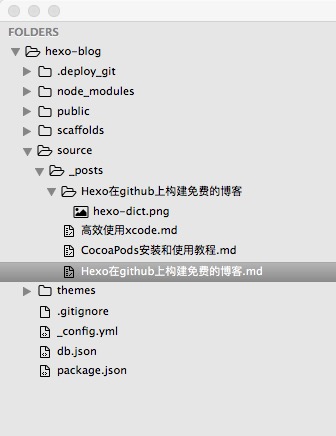 FOLDERS
hexo-blog
.deploy_git
node_modules
public
scaffolds
source
_posts
Hexo在github上构建免费的博客
hexo-dict.png
高效使用xcode.md
CocoaPods安装和使用教程.md
Hexo在github上构建免费的博客.md
themes
.gitignore
_config.yml
db.json
package.json